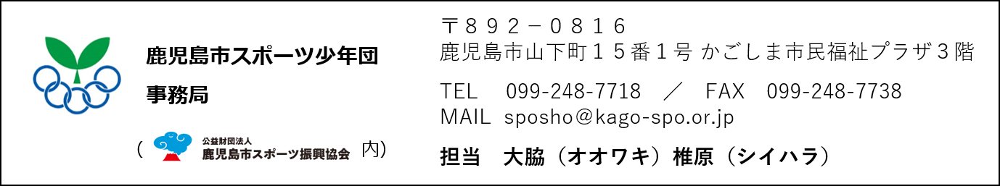 鹿児島市スポーツ少年団
事務局
( 公益財団法人
鹿児島市スポーツ振興協会 内)
〒８９２－０８１６
鹿児島市山下町１５番１号 かごしま市民福祉プラザ３階
TEL 099-248-7718 ／ FAX 099-248-7738
MAIL sposho@kago-spo.or.jp
担当 大脇（オオワキ）椎原（シイハラ）